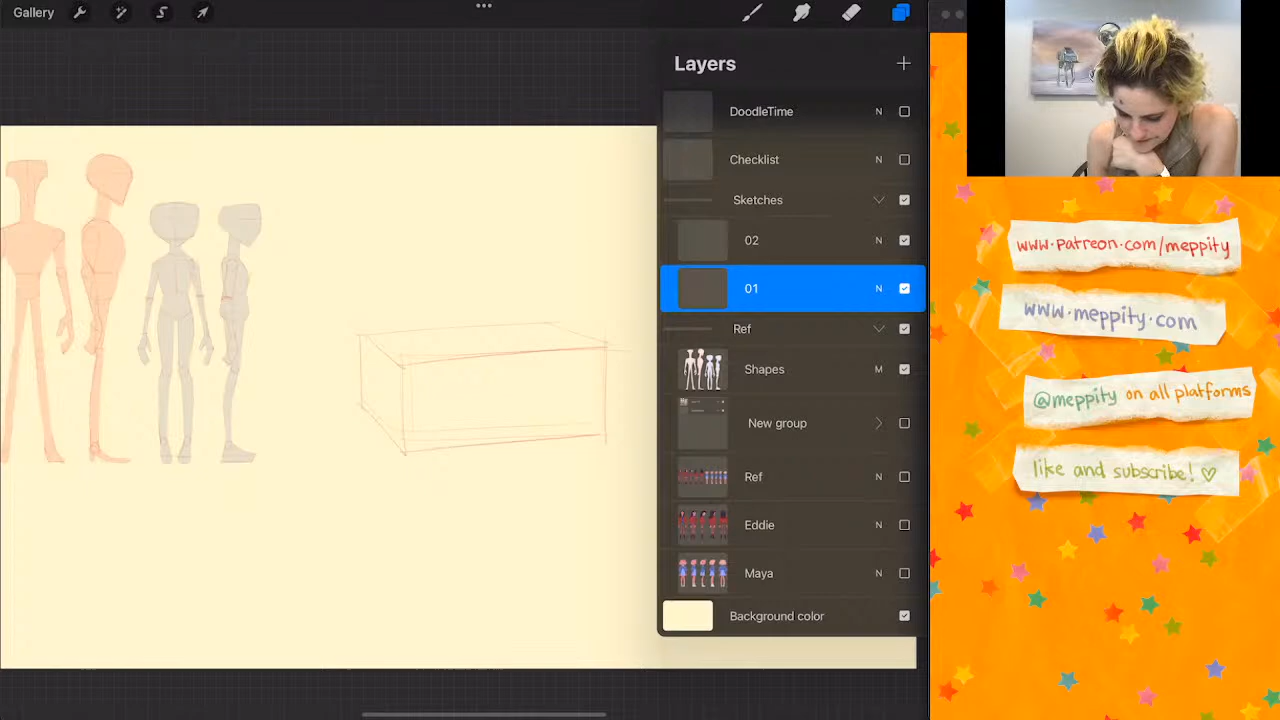 Gallery
Layers
DoodleTime N
Checklist N
Sketches
02 N
01 N
Ref
Shapes M
New group
Ref N
Eddie N
Maya N
Background color
www.patreon.com/meppity
www.meppity.com
@meppity on all platforms
like and subscribe! ♡